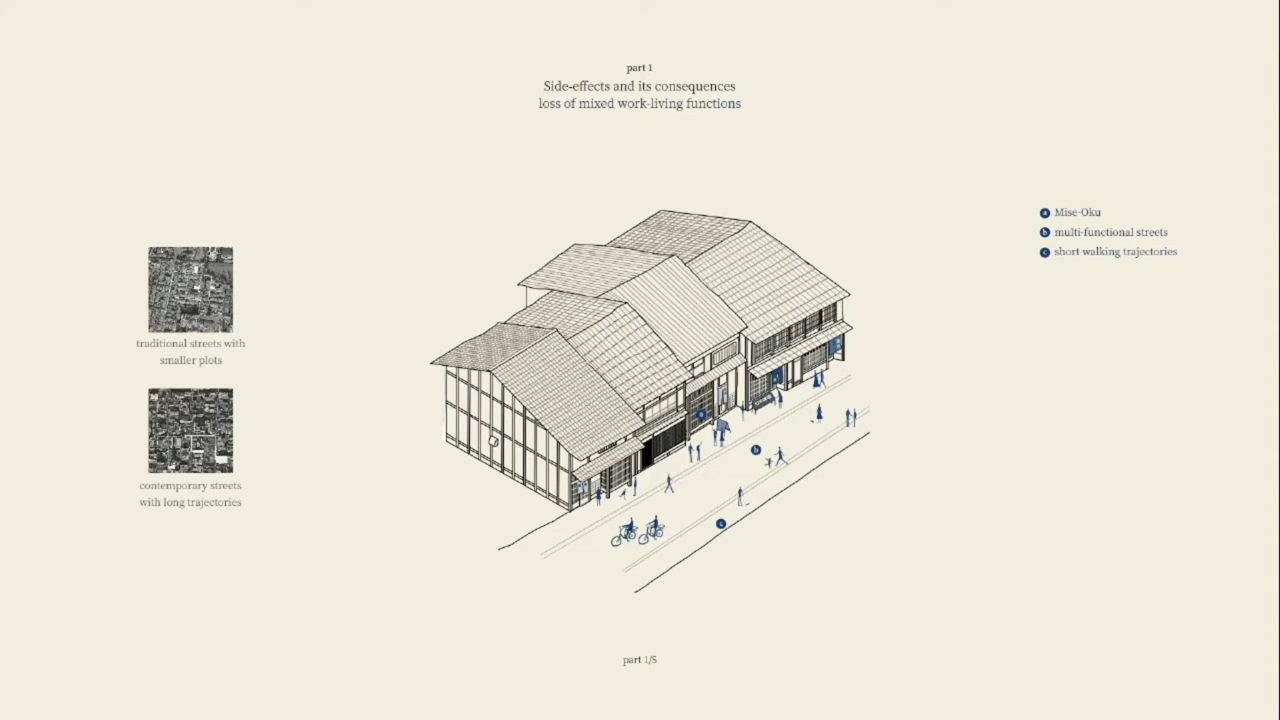 part 1
Side-effects and its consequences
loss of mixed work-living functions
traditional streets with
smaller plots
contemporary streets
with long trajectories
a Mise-Oku
b multi-functional streets
c short walking trajectories
a
b
c
part 1/5